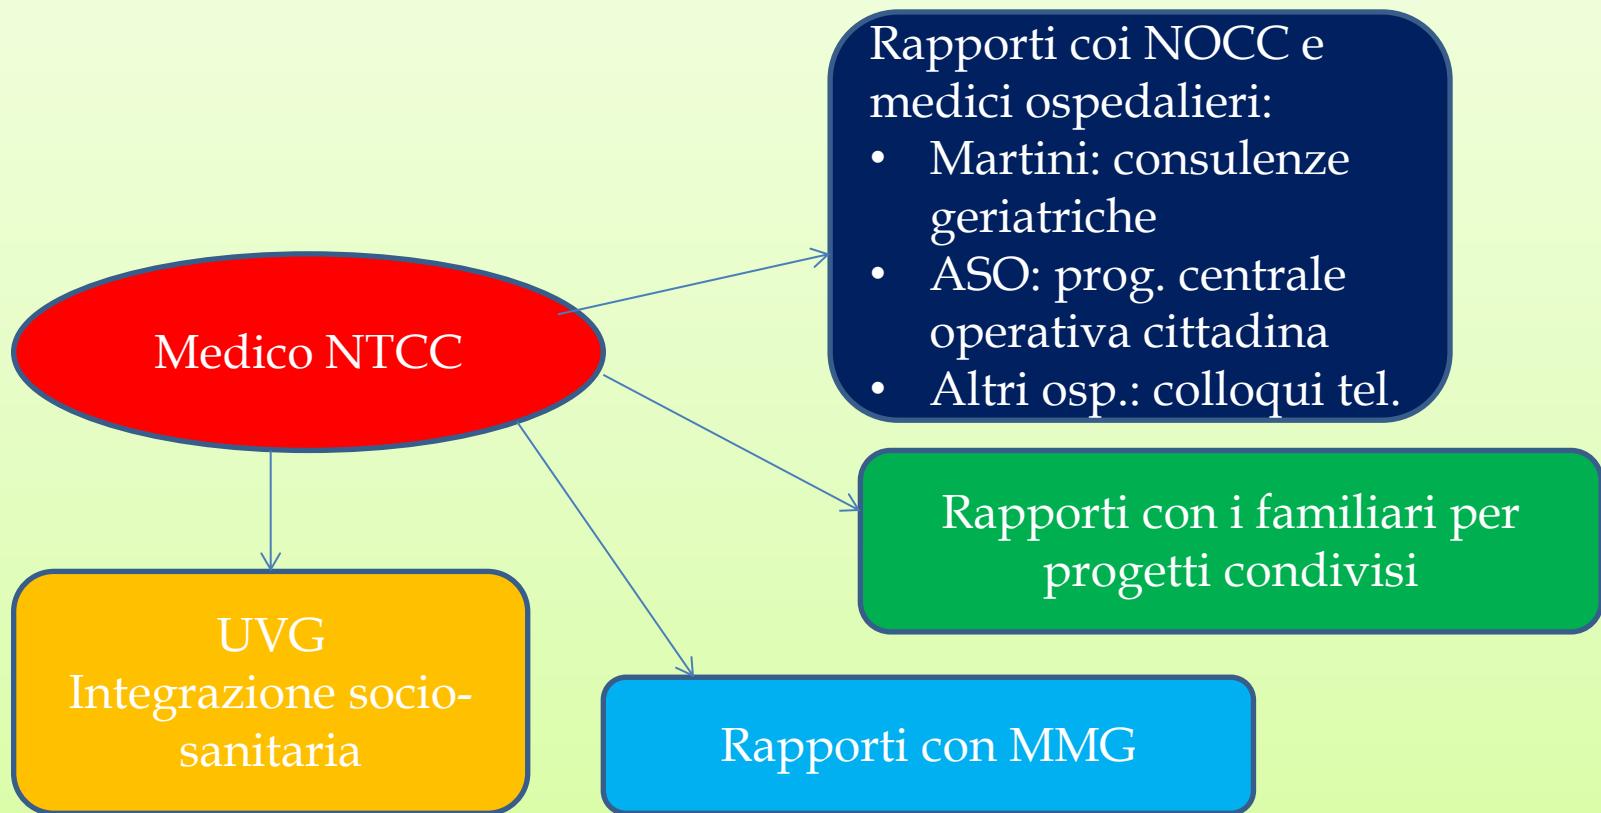 Rapporti coi NOCC e
medici ospedalieri:
• Martini: consulenze
geriatriche
• ASO: prog. centrale
operativa cittadina
• Altri osp.: colloqui tel.
Medico NTCC
Rapporti con i familiari per
progetti condivisi
UVG
Integrazione socio-
sanitaria
Rapporti con MMG